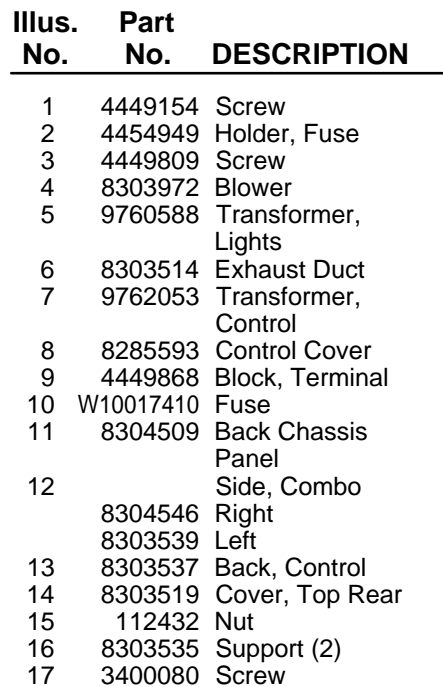 Illus. Part
No. No. DESCRIPTION
1 4449154 Screw
2 4454949 Holder, Fuse
3 4449809 Screw
4 8303972 Blower
5 9760588 Transformer,
Lights
6 8303514 Exhaust Duct
7 9762053 Transformer,
Control
8 8285593 Control Cover
9 4449868 Block, Terminal
10 W10017410 Fuse
11 8304509 Back Chassis
Panel
12 Side, Combo
8304546 Right
8303539 Left
13 8303537 Back, Control
14 8303519 Cover, Top Rear
15 112432 Nut
16 8303535 Support (2)
17 3400080 Screw